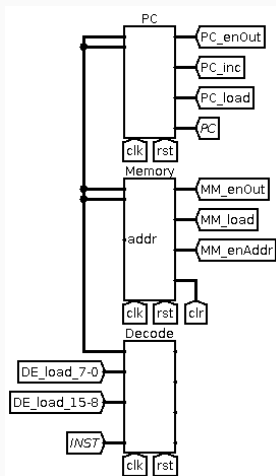 PC
PC_enOut
PC_inc
PC_load
PC
clk rst
Memory
MM_enOut
MM_load
addr
MM_enAddr
clk rst clr
Decode
DE_load_7-0
DE_load_15-8
INST
clk rst